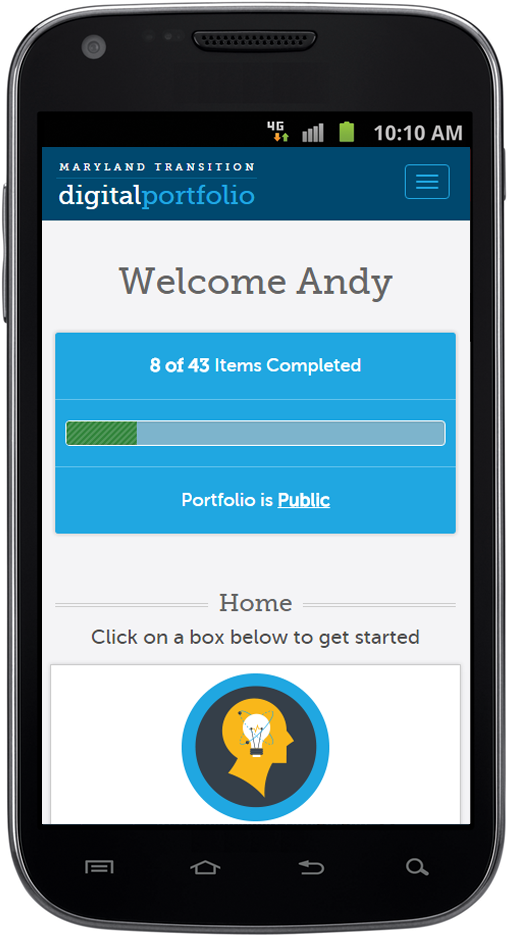 4G
10:10 AM
MARYLAND TRANSITION
digitalportfolio
Welcome Andy
8 of 43 Items Completed
Portfolio is Public
Home
Click on a box below to get started